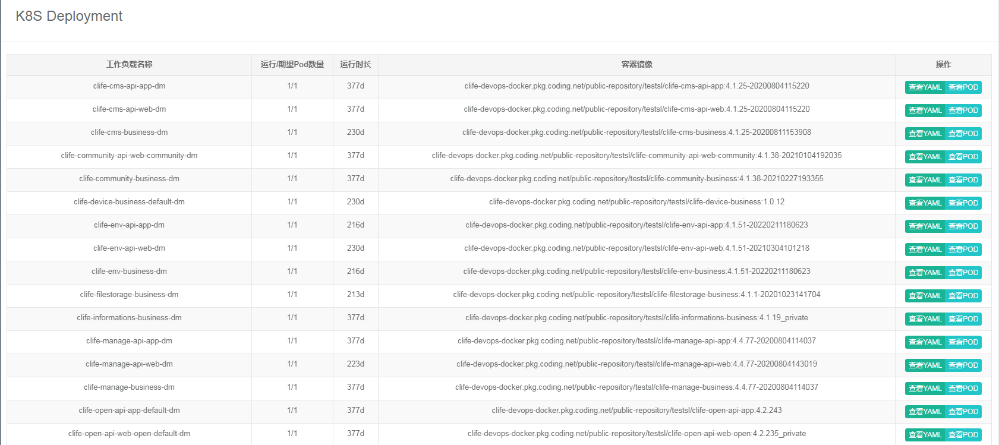 K8S Deployment
工作负载名称 运行/期望Pod数量 运行时长 容器镜像 操作
clife-cms-api-app-dm 1/1 377d clife-devops-docker.pkg.coding.net/public-repository/testsl/clife-cms-api-app:4.1.25-20200804115220 查看YAML 查看POD
clife-cms-api-web-dm 1/1 377d clife-devops-docker.pkg.coding.net/public-repository/testsl/clife-cms-api-web:4.1.25-20200804115220 查看YAML 查看POD
clife-cms-business-dm 1/1 230d clife-devops-docker.pkg.coding.net/public-repository/testsl/clife-cms-business:4.1.25-20200811153908 查看YAML 查看POD
clife-community-api-web-community-dm 1/1 377d clife-devops-docker.pkg.coding.net/public-repository/testsl/clife-community-api-web-community:4.1.38-20210104192035 查看YAML 查看POD
clife-community-business-dm 1/1 377d clife-devops-docker.pkg.coding.net/public-repository/testsl/clife-community-business:4.1.38-20210227193355 查看YAML 查看POD
clife-device-business-default-dm 1/1 230d clife-devops-docker.pkg.coding.net/public-repository/testsl/clife-device-business:1.0.12 查看YAML 查看POD
clife-env-api-app-dm 1/1 216d clife-devops-docker.pkg.coding.net/public-repository/testsl/clife-env-api-app:4.1.51-20220211180623 查看YAML 查看POD
clife-env-api-web-dm 1/1 230d clife-devops-docker.pkg.coding.net/public-repository/testsl/clife-env-api-web:4.1.51-20210304101218 查看YAML 查看POD
clife-env-business-dm 1/1 216d clife-devops-docker.pkg.coding.net/public-repository/testsl/clife-env-business:4.1.51-20220211180623 查看YAML 查看POD
clife-filestorage-business-dm 1/1 213d clife-devops-docker.pkg.coding.net/public-repository/testsl/clife-filestorage-business:4.1.1-20201023141704 查看YAML 查看POD
clife-informations-business-dm 1/1 377d clife-devops-docker.pkg.coding.net/public-repository/testsl/clife-informations-business:4.1.19_private 查看YAML 查看POD
clife-manage-api-app-dm 1/1 377d clife-devops-docker.pkg.coding.net/public-repository/testsl/clife-manage-api-app:4.4.77-20200804114037 查看YAML 查看POD
clife-manage-api-web-dm 1/1 223d clife-devops-docker.pkg.coding.net/public-repository/testsl/clife-manage-api-web:4.4.77-20200804143019 查看YAML 查看POD
clife-manage-business-dm 1/1 377d clife-devops-docker.pkg.coding.net/public-repository/testsl/clife-manage-business:4.4.77-20200804114037 查看YAML 查看POD
clife-open-api-app-default-dm 1/1 377d clife-devops-docker.pkg.coding.net/public-repository/testsl/clife-open-api-app:4.2.243 查看YAML 查看POD
clife-open-api-web-open-default-dm 1/1 377d clife-devops-docker.pkg.coding.net/public-repository/testsl/clife-open-api-web-open:4.2.235_private 查看YAML 查看POD